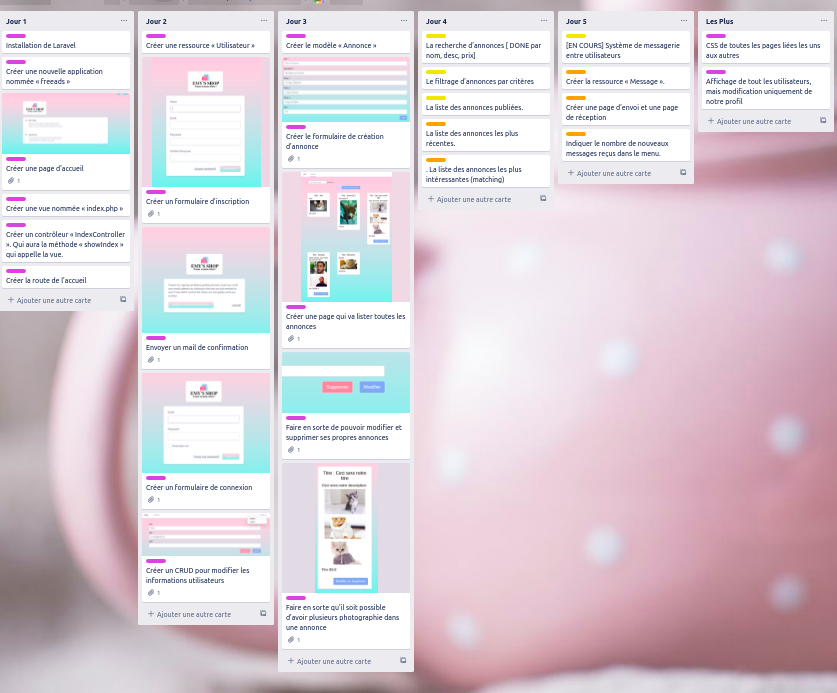 Jour 1
Installation de Laravel
Créer une nouvelle application
nommée « freeads »
Créer une page d'accueil
1
Créer une vue nommée « index.php »
Créer un contrôleur « IndexController
». Qui aura la méthode « showIndex »
qui appelle la vue.
Créer la route de l'accueil
+ Ajouter une autre carte
Jour 2
Créer une ressource « Utilisateur »
EMY'S SHOP
Créer un formulaire d'inscription
1
EMY'S SHOP
Envoyer un mail de confirmation
1
EMY'S SHOP
Créer un formulaire de connexion
1
Créer un CRUD pour modifier les
informations utilisateurs
1
+ Ajouter une autre carte
Jour 3
Créer le modèle « Annonce »
Créer le formulaire de création
d'annonce
1
Créer une page qui va lister toutes les
annonces
1
Supprimer
Modifier
Faire en sorte de pouvoir modifier et
supprimer ses propres annonces
1
Titre : Ceci sera notre
titre
Ceci sera notre description
Faire en sorte qu'il soit possible
d'avoir plusieurs photographie dans
une annonce
1
+ Ajouter une autre carte
Jour 4
La recherche d'annonces [ DONE par
nom, desc, prix]
Le filtrage d'annonces par critères
La liste des annonces publiées.
La liste des annonces les plus
récentes.
. La liste des annonces les plus
intéressantes (matching)
+ Ajouter une autre carte
Jour 5
[EN COURS] Système de messagerie
entre utilisateurs
Créer la ressource « Message ».
Créer une page d'envoi et une page
de réception
Indiquer le nombre de nouveaux
messages reçus dans le menu.
+ Ajouter une autre carte
Les Plus
CSS de toutes les pages liées les uns
aux autres
Affichage de tout les utilisateurs,
mais modification uniquement de
notre profil
+ Ajouter une autre carte